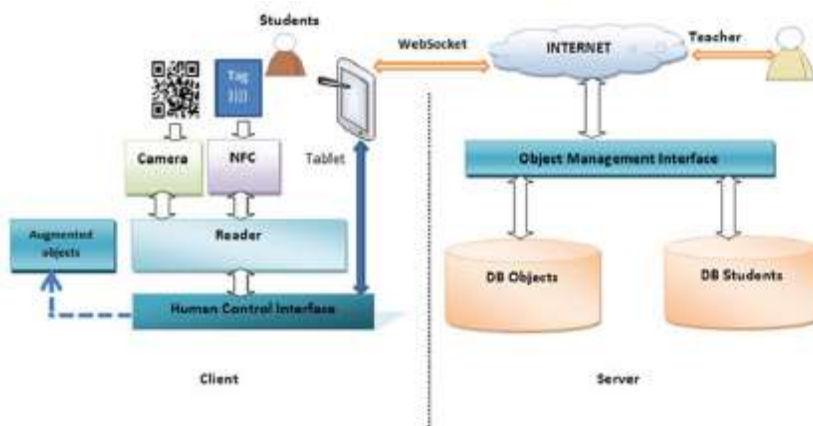 Students
WebSocket
INTERNET
Teacher
Tag
))))
Camera
NFC
Tablet
Object Management Interface
Augmented
objects
Reader
DB Objects
DB Students
Human Control Interface
Client
Server